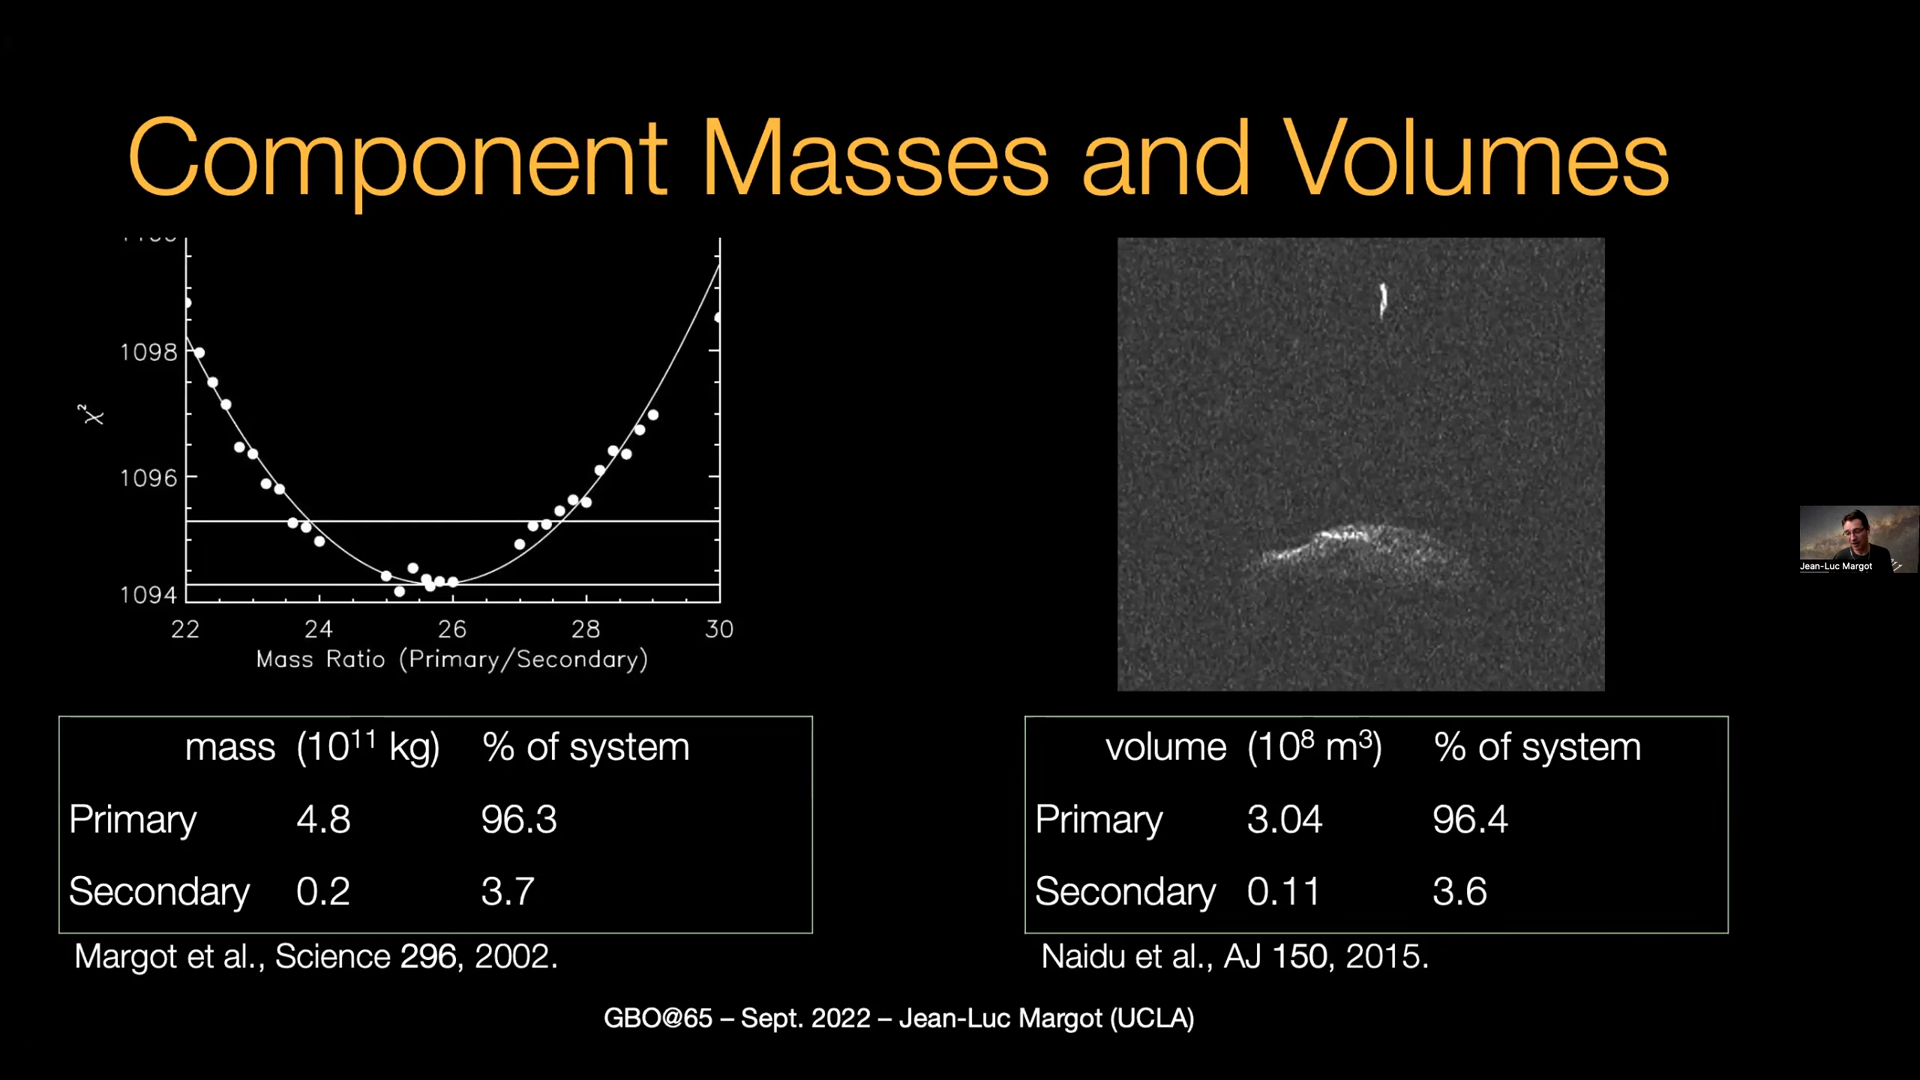 Component Masses and Volumes
1098
1096
1094
χ²
22 24 26 28 30
Mass Ratio (Primary/Secondary)
mass (10¹¹ kg) % of system
Primary 4.8 96.3
Secondary 0.2 3.7
Margot et al., Science 296, 2002.
volume (10⁸ m³) % of system
Primary 3.04 96.4
Secondary 0.11 3.6
Naidu et al., AJ 150, 2015.
Jean-Luc Margot
GBO@65 – Sept. 2022 – Jean-Luc Margot (UCLA)